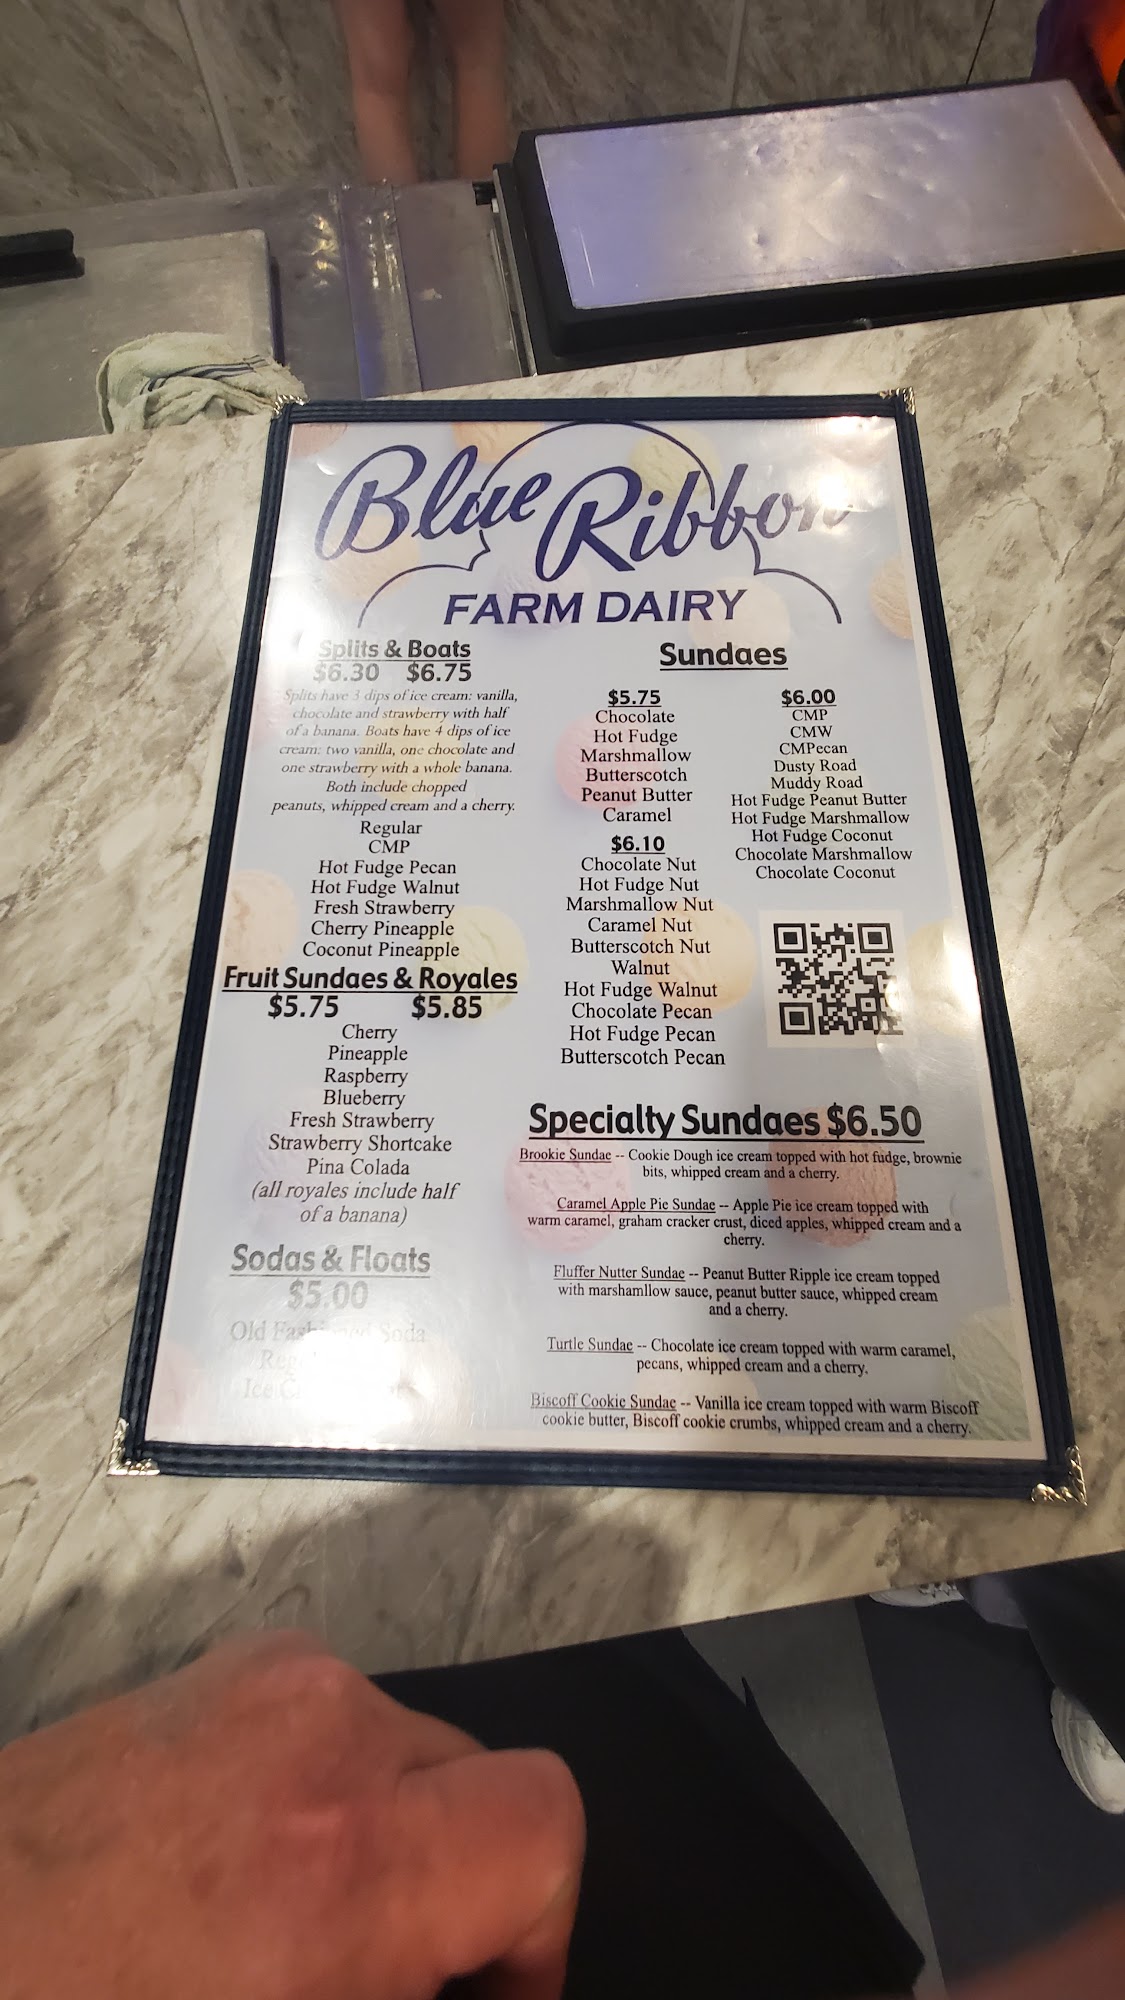 Blue Ribbon
FARM DAIRY
Splits & Boats
$6.30 $6.75
Splits have 3 dips of ice cream: vanilla,
chocolate and strawberry with half
of a banana. Boats have 4 dips of ice
cream: two vanilla, one chocolate and
one strawberry with a whole banana.
Both include chopped
peanuts, whipped cream and a cherry.
Regular
CMP
Hot Fudge Pecan
Hot Fudge Walnut
Fresh Strawberry
Cherry Pineapple
Coconut Pineapple
Fruit Sundaes & Royales
$5.75 $5.85
Cherry
Pineapple
Raspberry
Blueberry
Fresh Strawberry
Strawberry Shortcake
Pina Colada
(all royales include half
of a banana)
Sodas & Floats
$5.00
Old Fashioned Soda
Sundaes
$5.75
Chocolate
Hot Fudge
Marshmallow
Butterscotch
Peanut Butter
Caramel
$6.10
Chocolate Nut
Hot Fudge Nut
Marshmallow Nut
Caramel Nut
Butterscotch Nut
Walnut
Hot Fudge Walnut
Chocolate Pecan
Hot Fudge Pecan
Butterscotch Pecan
$6.00
CMP
CMW
CMPecan
Dusty Road
Muddy Road
Hot Fudge Peanut Butter
Hot Fudge Marshmallow
Hot Fudge Coconut
Chocolate Marshmallow
Chocolate Coconut
Specialty Sundaes $6.50
Brookie Sundae -- Cookie Dough ice cream topped with hot fudge, brownie
bits, whipped cream and a cherry.
Caramel Apple Pie Sundae -- Apple Pie ice cream topped with
warm caramel, graham cracker crust, diced apples, whipped cream and a
cherry.
Fluffer Nutter Sundae -- Peanut Butter Ripple ice cream topped
with marshamllow sauce, peanut butter sauce, whipped cream
and a cherry.
Turtle Sundae -- Chocolate ice cream topped with warm caramel,
pecans, whipped cream and a cherry.
Biscoff Cookie Sundae -- Vanilla ice cream topped with warm Biscoff
cookie butter, Biscoff cookie crumbs, whipped cream and a cherry.